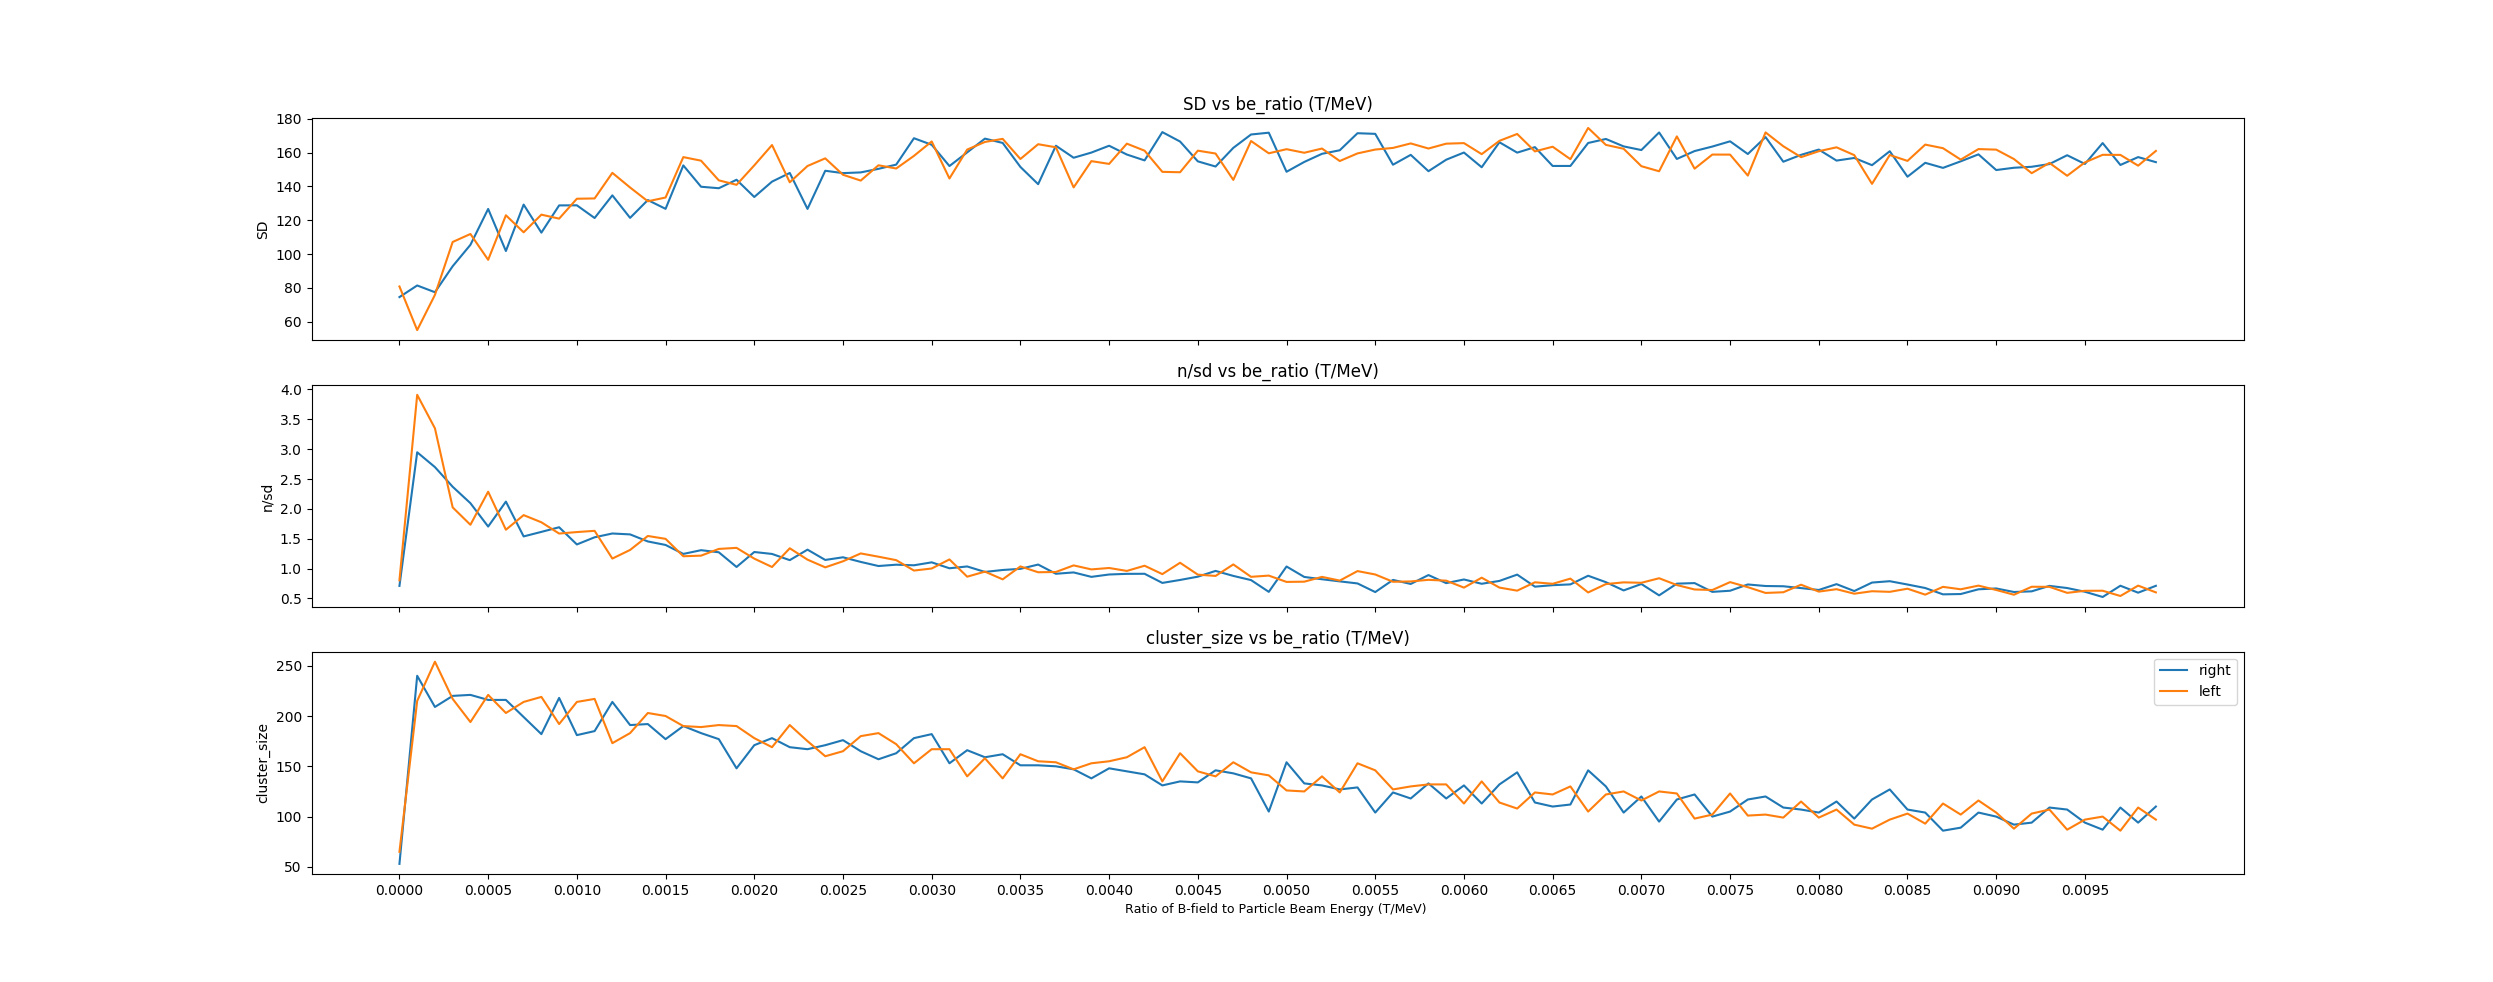 SD vs be_ratio (T/MeV)
180
160
140
120
100
80
60
SD
n/sd vs be_ratio (T/MeV)
4.0
3.5
3.0
2.5
2.0
1.5
1.0
0.5
n/sd
cluster_size vs be_ratio (T/MeV)
250
200
150
100
50
cluster_size
right
left
0.0000 0.0005 0.0010 0.0015 0.0020 0.0025 0.0030 0.0035 0.0040 0.0045 0.0050 0.0055 0.0060 0.0065 0.0070 0.0075 0.0080 0.0085 0.0090 0.0095
Ratio of B-field to Particle Beam Energy (T/MeV)